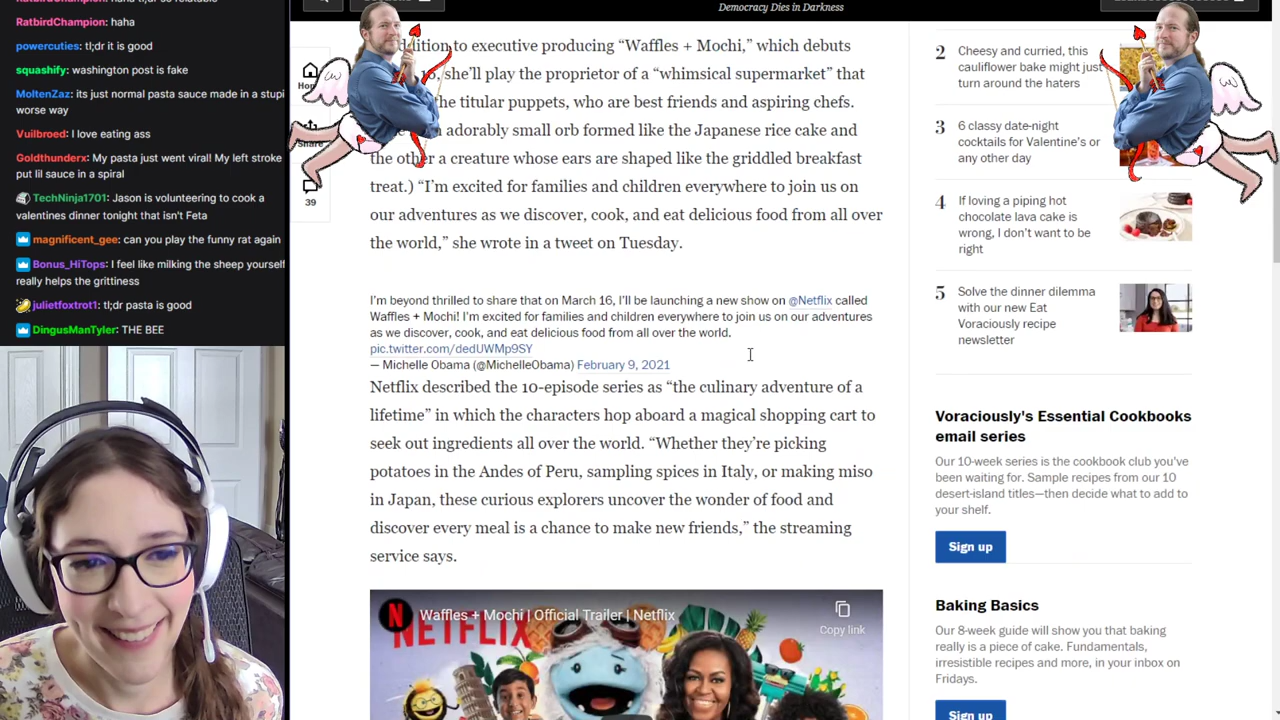 RatbirdChampion: haha
powercuties: tl;dr it is good
squashify: washington post is fake
MoltenZaz: its just normal pasta sauce made in a stupid
worse way
Vuilbroed: I love eating ass
Goldthunderx: My pasta just went viral! My left stroke
put lil sauce in a spiral
TechNinja1701: Jason is volunteering to cook a
valentines dinner tonight that isn't Feta
magnificent_gee: can you play the funny rat again
Bonus_HiTops: I feel like milking the sheep yourself
really helps the grittiness
julietfoxtrot1: tl;dr pasta is good
DingusManTyler: THE BEE
Democracy Dies in Darkness
39
addition to executive producing “Waffles + Mochi,” which debuts
she’ll play the proprietor of a “whimsical supermarket” that
the titular puppets, who are best friends and aspiring chefs.
adorably small orb formed like the Japanese rice cake and
the other a creature whose ears are shaped like the griddled breakfast
treat.) “I’m excited for families and children everywhere to join us on
our adventures as we discover, cook, and eat delicious food from all over
the world,” she wrote in a tweet on Tuesday.
I’m beyond thrilled to share that on March 16, I’ll be launching a new show on @Netflix called
Waffles + Mochi! I’m excited for families and children everywhere to join us on our adventures
as we discover, cook, and eat delicious food from all over the world.
pic.twitter.com/dedUWMp9SY
— Michelle Obama (@MichelleObama) February 9, 2021
Netflix described the 10-episode series as “the culinary adventure of a
lifetime” in which the characters hop aboard a magical shopping cart to
seek out ingredients all over the world. “Whether they’re picking
potatoes in the Andes of Peru, sampling spices in Italy, or making miso
in Japan, these curious explorers uncover the wonder of food and
discover every meal is a chance to make new friends,” the streaming
service says.
Waffles + Mochi | Official Trailer | Netflix
Copy link
NETFLIX
2 Cheesy and curried, this
cauliflower bake might just
turn around the haters
3 6 classy date-night
cocktails for Valentine’s or
any other day
4 If loving a piping hot
chocolate lava cake is
wrong, I don’t want to be
right
5 Solve the dinner dilemma
with our new Eat
Voraciously recipe
newsletter
Voraciously's Essential Cookbooks
email series
Our 10-week series is the cookbook club you've
been waiting for. Sample recipes from our 10
desert-island titles—then decide what to add to
your shelf.
Sign up
Baking Basics
Our 8-week guide will show you that baking
really is a piece of cake. Fundamentals,
irresistible recipes and more, in your inbox on
Fridays.
Sign up